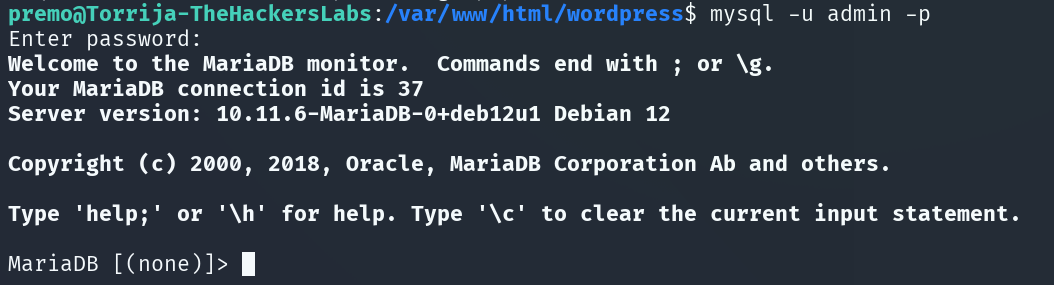 premo@Torrija-TheHackersLabs:/var/www/html/wordpress$ mysql -u admin -p
Enter password:
Welcome to the MariaDB monitor.  Commands end with ; or \g.
Your MariaDB connection id is 37
Server version: 10.11.6-MariaDB-0+deb12u1 Debian 12
Copyright (c) 2000, 2018, Oracle, MariaDB Corporation Ab and others.
Type 'help;' or '\h' for help. Type '\c' to clear the current input statement.
MariaDB [(none)]>